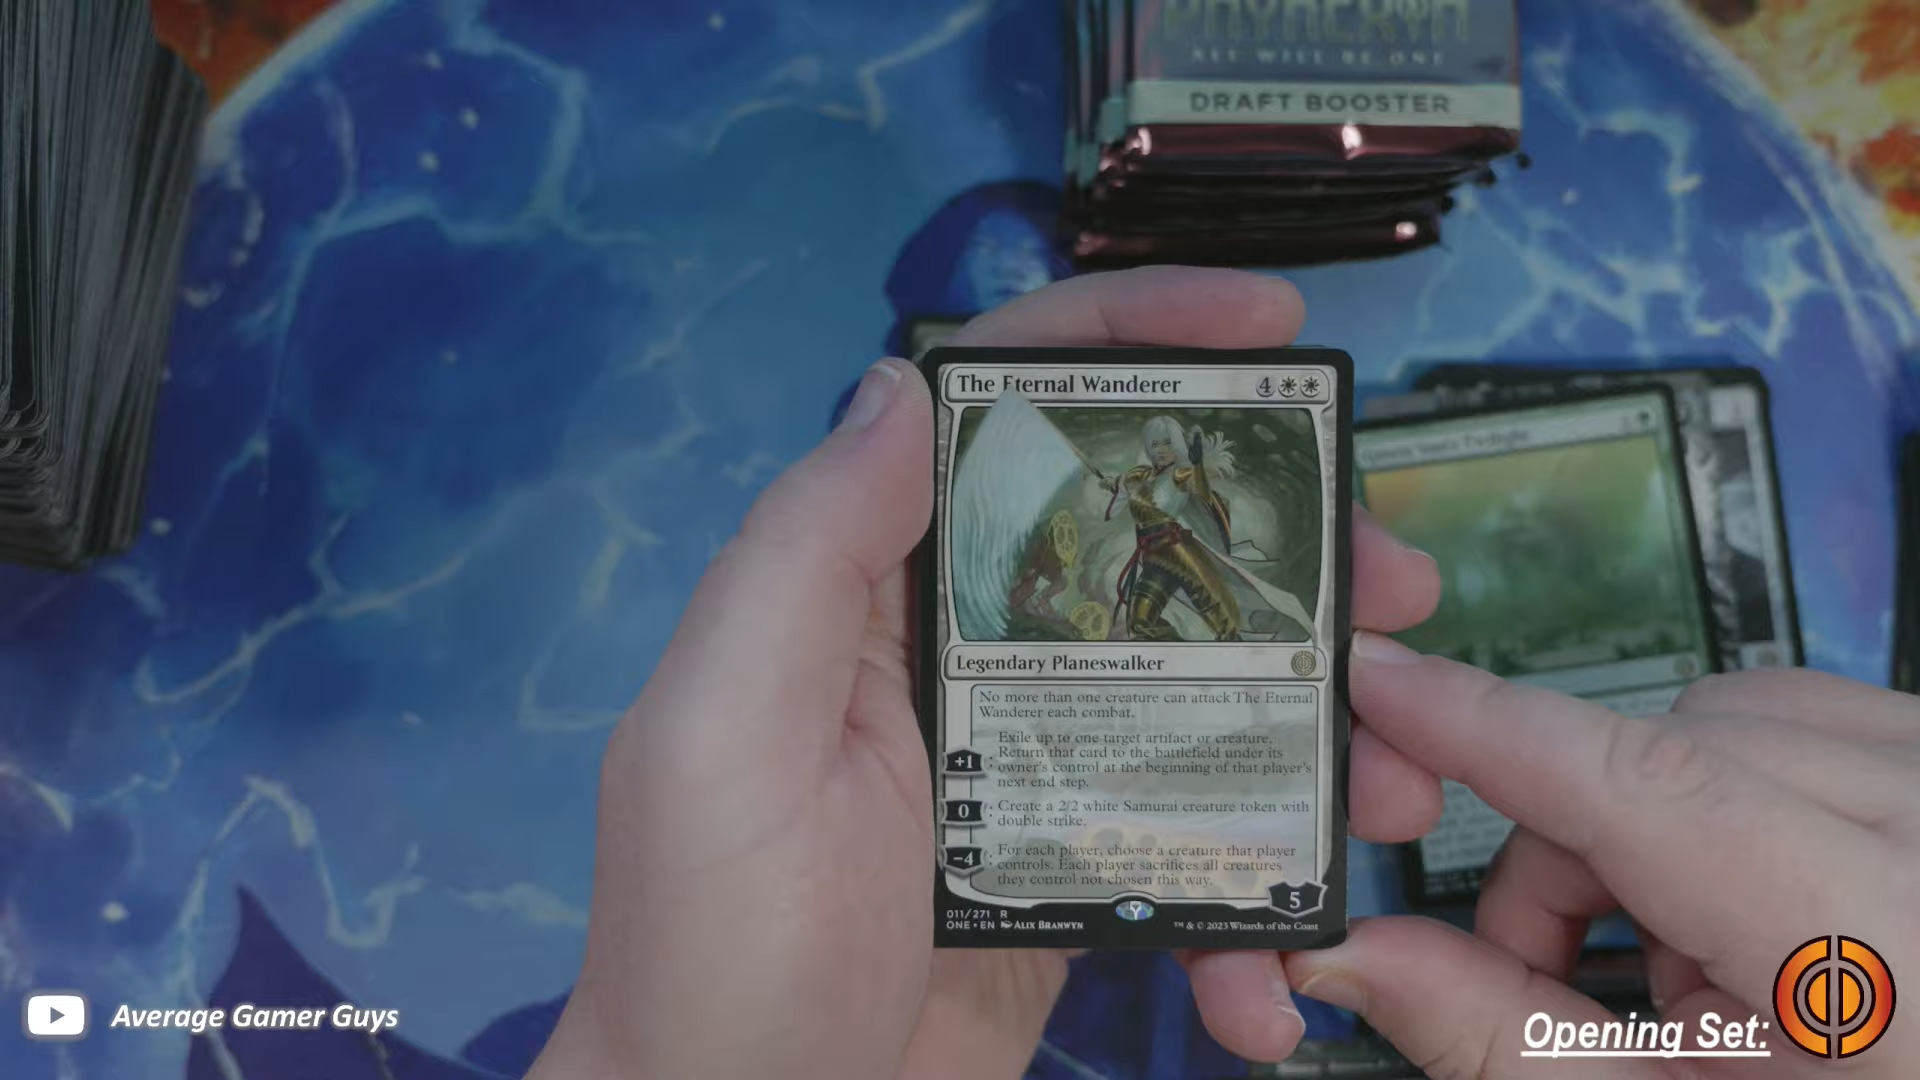 PHYREXIA
ALL WILL BE ONE
DRAFT BOOSTER
The Eternal Wanderer 4
Legendary Planeswalker
No more than one creature can attack The Eternal
Wanderer each combat.
+1: Exile up to one target artifact or creature.
Return that card to the battlefield under its
owner's control at the beginning of that player's
next end step.
0: Create a 2/2 white Samurai creature token with
double strike.
−4: For each player, choose a creature that player
controls. Each player sacrifices all creatures
they control not chosen this way.
5
011/271 R
ONE • EN ALIX BRANWYN
™ & © 2023 Wizards of the Coast
Average Gamer Guys
Opening Set: